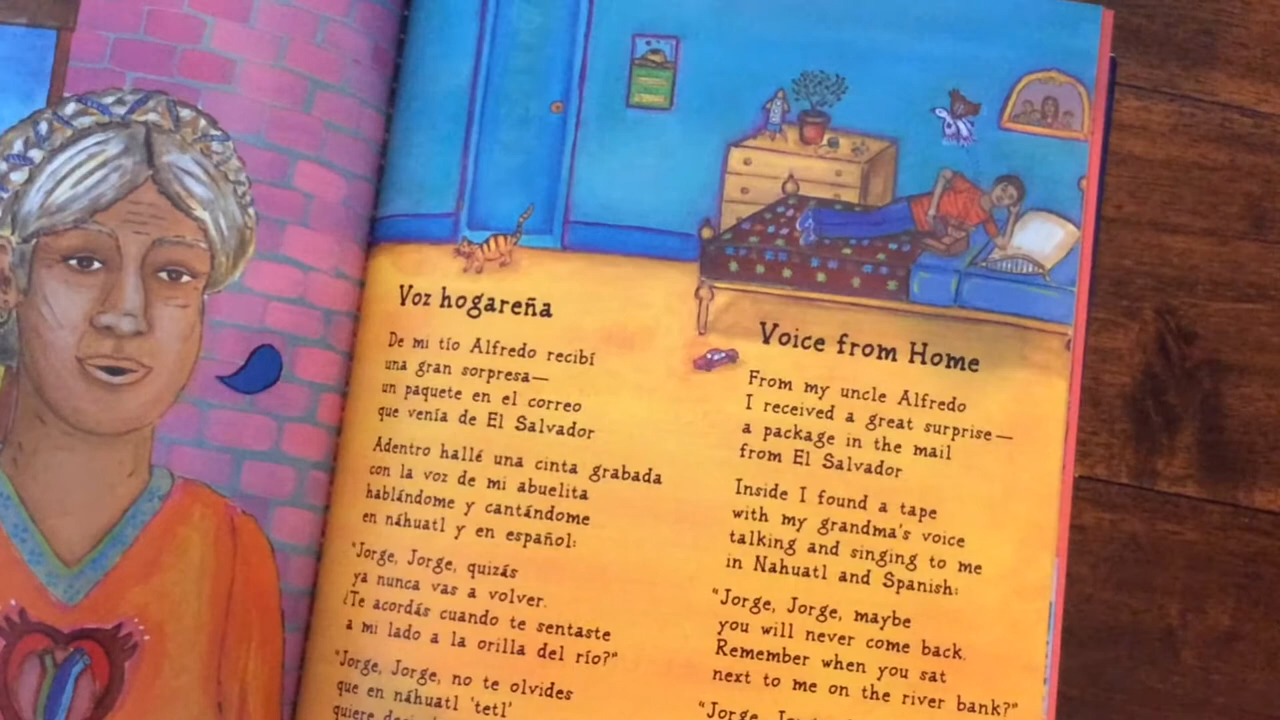 Voz hogareña
De mi tío Alfredo recibí
una gran sorpresa—
un paquete en el correo
que venía de El Salvador
Adentro hallé una cinta grabada
con la voz de mi abuelita
hablándome y cantándome
en náhuatl y en español:
"Jorge, Jorge, quizás
ya nunca vas a volver.
¿Te acordás cuando te sentaste
a mi lado a la orilla del río?"
"Jorge, Jorge, no te olvides
que en náhuatl 'tetl'
quiere
Voice from Home
From my uncle Alfredo
I received a great surprise—
a package in the mail
from El Salvador
Inside I found a tape
with my grandma's voice
talking and singing to me
in Nahuatl and Spanish:
"Jorge, Jorge, maybe
you will never come back.
Remember when you sat
next to me on the river bank?"
"Jorge,